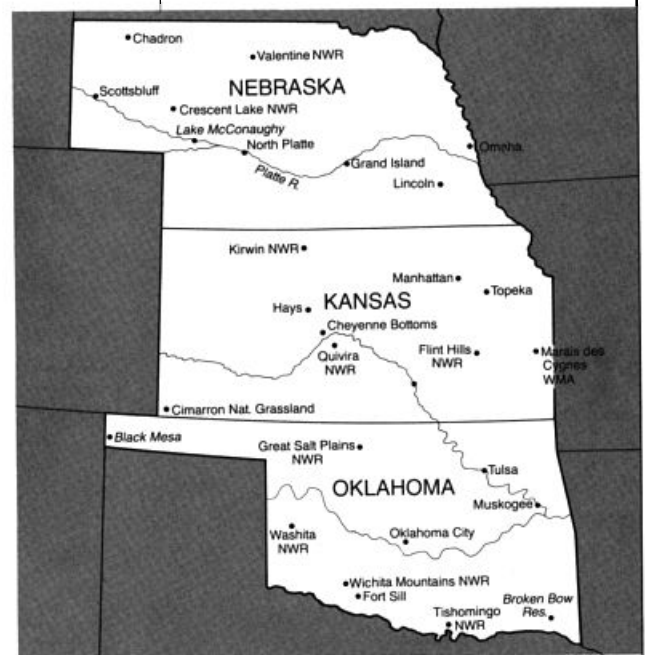 Chadron
Valentine NWR
NEBRASKA
Scottsbluff
Crescent Lake NWR
Lake McConaughy
North Platte
Omaha
Platte R.
Grand Island
Lincoln
Kirwin NWR
Manhattan
Topeka
KANSAS
Hays
Cheyenne Bottoms
Quivira
NWR
Flint Hills
NWR
Marais des
Cygnes
WMA
Cimarron Nat. Grassland
Black Mesa
Great Salt Plains
NWR
Tulsa
OKLAHOMA
Muskogee
Washita
NWR
Oklahoma City
Wichita Mountains NWR
Fort Sill
Tishomingo
NWR
Broken Bow
Res.